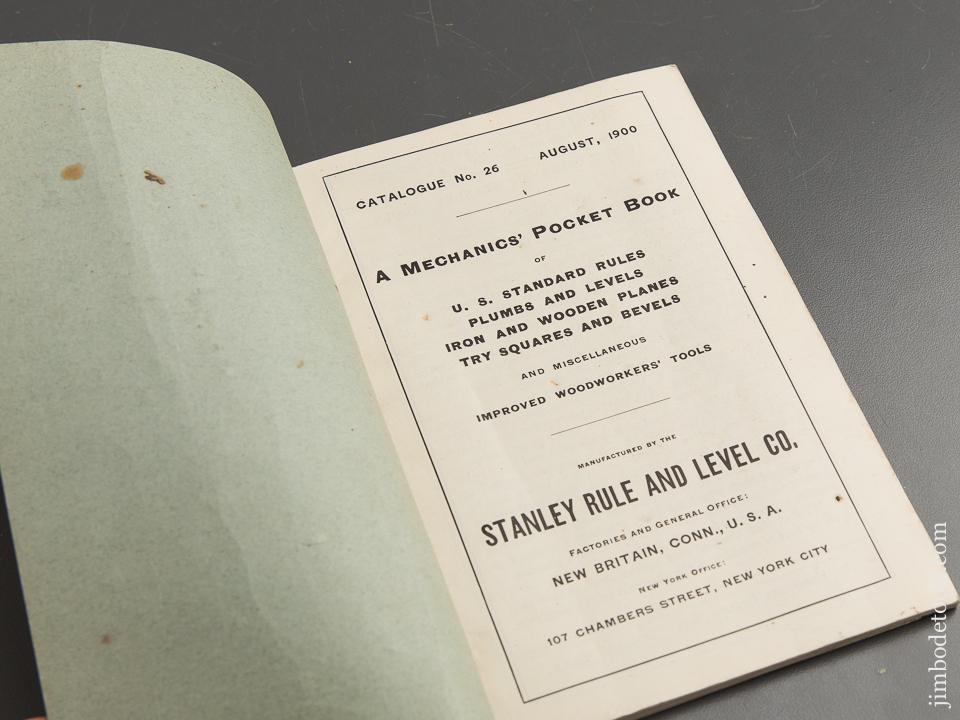 CATALOGUE No. 26 AUGUST, 1900
A MECHANICS' POCKET BOOK
OF
U. S. STANDARD RULES
PLUMBS AND LEVELS
IRON AND WOODEN PLANES
TRY SQUARES AND BEVELS
AND MISCELLANEOUS
IMPROVED WOODWORKERS' TOOLS
MANUFACTURED BY THE
STANLEY RULE AND LEVEL CO,
FACTORIES AND GENERAL OFFICE:
NEW BRITAIN, CONN., U. S. A.
NEW YORK OFFICE:
107 CHAMBERS STREET, NEW YORK CITY